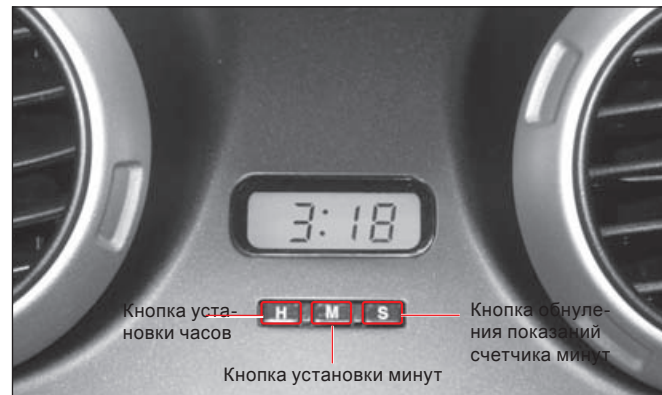 3:18
H M S
Кнопка уста-
новки часов
Кнопка обнуле-
ния показаний
счетчика минут
Кнопка установки минут